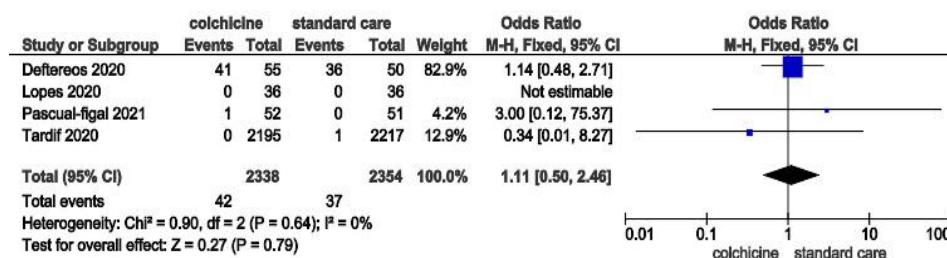 colchicine standard care Odds Ratio Odds Ratio
Study or Subgroup Events Total Events Total Weight M-H, Fixed, 95% CI M-H, Fixed, 95% CI
Deftereos 2020 41 55 36 50 82.9% 1.14 [0.48, 2.71]
Lopes 2020 0 36 0 36 Not estimable
Pascual-figal 2021 1 52 0 51 4.2% 3.00 [0.12, 75.37]
Tardif 2020 0 2195 1 2217 12.9% 0.34 [0.01, 8.27]
Total (95% CI) 2338 2354 100.0% 1.11 [0.50, 2.46]
Total events 42 37
Heterogeneity: Chi² = 0.90, df = 2 (P = 0.64); I² = 0%
Test for overall effect: Z = 0.27 (P = 0.79)
0.01 0.1 1 10 100
colchicine standard care